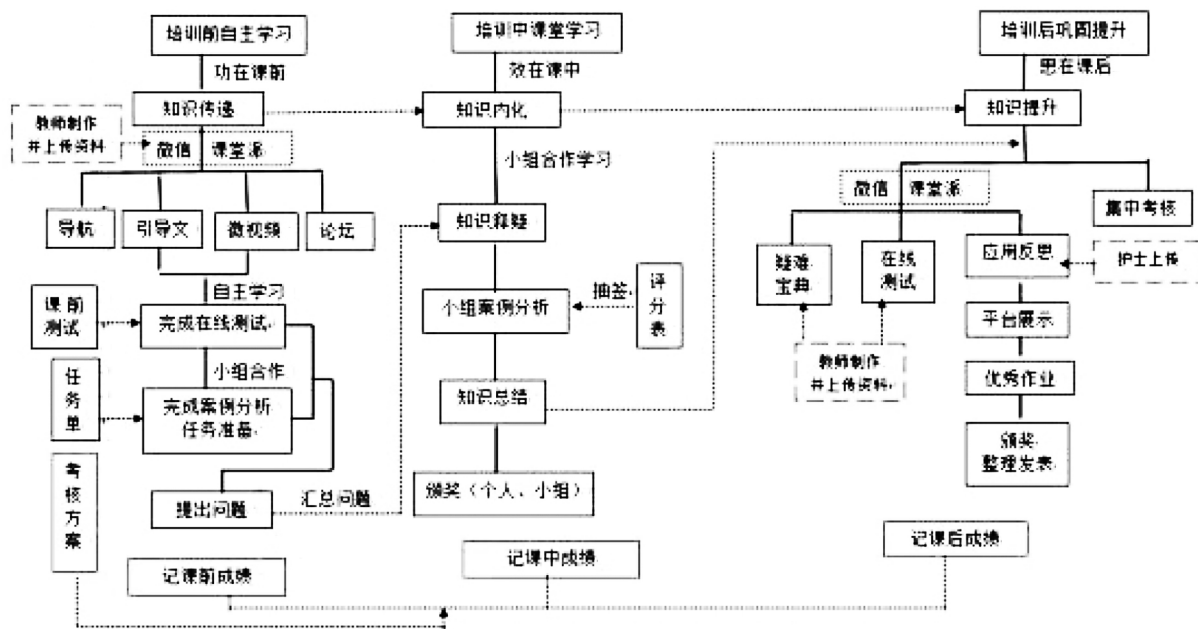 培训前自主学习
功在课前
知识传递
教师制作
并上传资料
微信 课堂派
导航
引导文
微视频
论坛
自主学习
课前
测试
完成在线测试
小组合作
任务单
完成案例分析
任务准备
考核方案
提出问题
汇总问题
记课前成绩
培训中课堂学习
效在课中
知识内化
小组合作学习
知识释疑
小组案例分析
抽签
评分表
知识总结
颁奖（个人、小组）
记课中成绩
培训后巩固提升
思在课后
知识提升
微信 课堂派
集中考核
疑难
宝典
在线
测试
应用反思
护士上传
教师制作
并上传资料
平台展示
优秀作业
颁奖
整理发表
记课后成绩